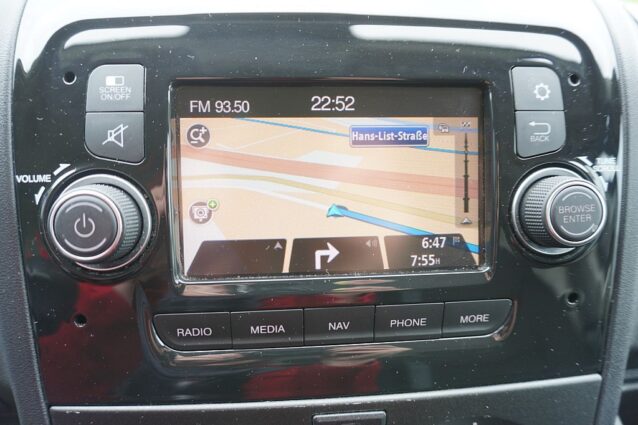 SCREEN
ON/OFF
FM 93.50
22:52
BACK
VOLUME
Hans-List-Straße
BROWSE
ENTER
6:47
7:55H
RADIO
MEDIA
NAV
PHONE
MORE